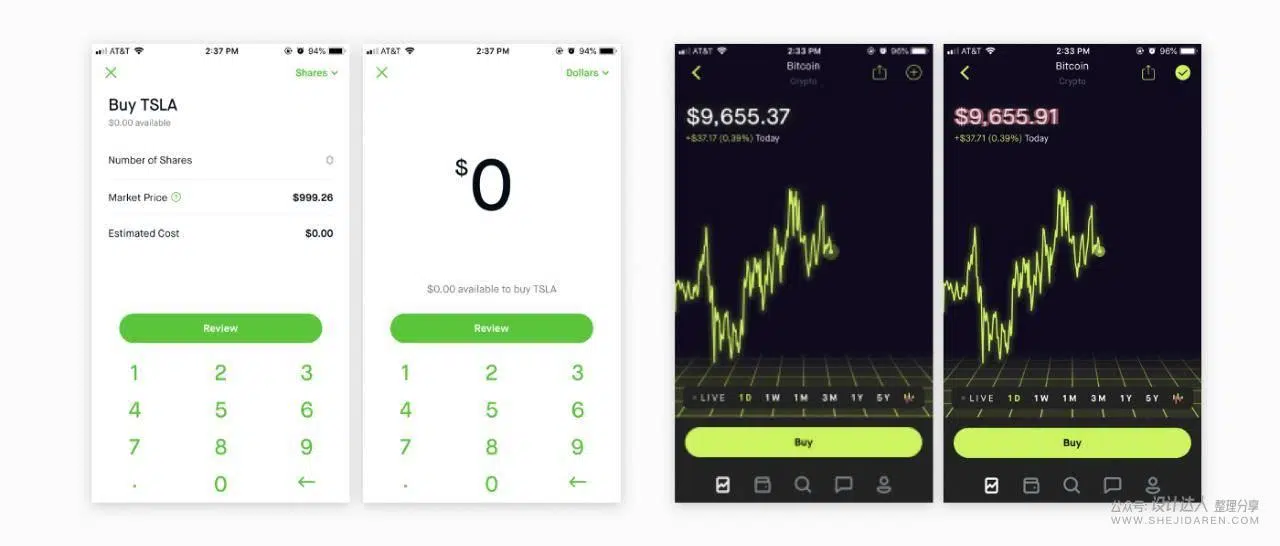 AT&T 2:37 PM 94%
Shares
Buy TSLA
$0.00 available
Number of Shares 0
Market Price ? $999.26
Estimated Cost $0.00
Review
1 2 3
4 5 6
7 8 9
. 0 ←
AT&T 2:37 PM 94%
Dollars
$0
$0.00 available to buy TSLA
Review
1 2 3
4 5 6
7 8 9
. 0 ←
AT&T 2:33 PM 96%
Bitcoin
Crypto
$9,655.37
+$37.17 (0.39%) Today
LIVE 1D 1W 1M 3M 1Y 5Y
Buy
AT&T 2:33 PM 96%
Bitcoin
Crypto
$9,655.91
+$37.71 (0.39%) Today
LIVE 1D 1W 1M 3M 1Y 5Y
Buy
公众号: 设计达人 整理分享
WWW.SHEJIDAREN.COM